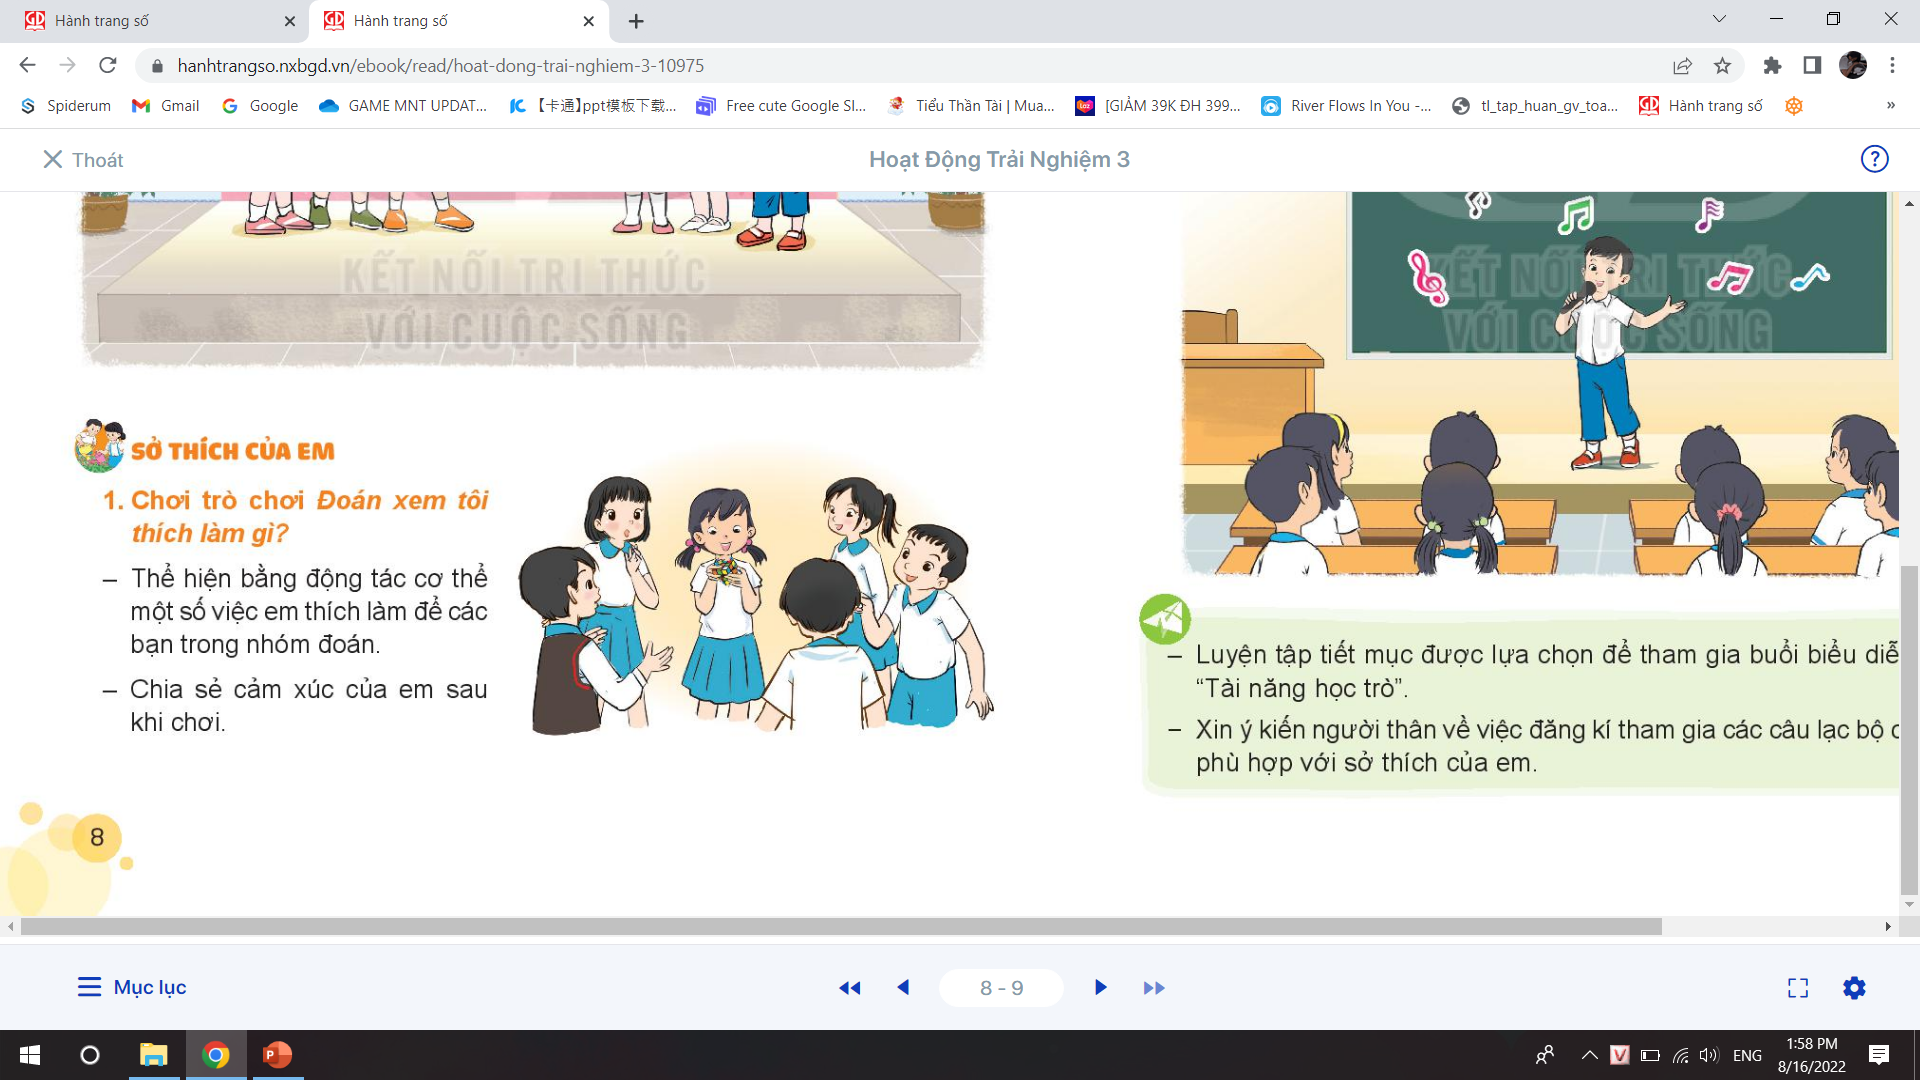 Hành trang số
Hành trang số
hanhtrangso.nxbgd.vn/ebook/read/hoat-dong-trai-nghiem-3-10975
Spiderum
Gmail
Google
GAME MNT UPDAT...
【卡通】ppt模板下载...
Free cute Google Sl...
Tiểu Thần Tài | Mua...
[GIẢM 39K ĐH 399...
River Flows In You -...
tl_tap_huan_gv_toa...
Hành trang số
»
Thoát
Hoạt Động Trải Nghiệm 3
?
KẾT NỐI TRI THỨC
VỚI CUỘC SỐNG
SỞ THÍCH CỦA EM
1. Chơi trò chơi Đoán xem tôi
thích làm gì?
– Thể hiện bằng động tác cơ thể
một số việc em thích làm để các
bạn trong nhóm đoán.
– Chia sẻ cảm xúc của em sau
khi chơi.
8
KẾT NỐI TRI THỨC
VỚI CUỘC SỐNG
– Luyện tập tiết mục được lựa chọn để tham gia buổi biểu diễ
“Tài năng học trò”.
– Xin ý kiến người thân về việc đăng kí tham gia các câu lạc bộ
phù hợp với sở thích của em.
Mục lục
8 - 9
ENG
1:58 PM
8/16/2022